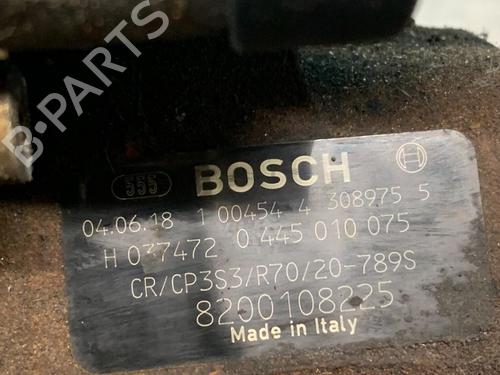 B-PARTS
BOSCH
04.06.18 1 00454 4 308975 5
H 037472 0 445 010 075
CR/CP3S3/R70/20-789S
8200108225
Made in Italy